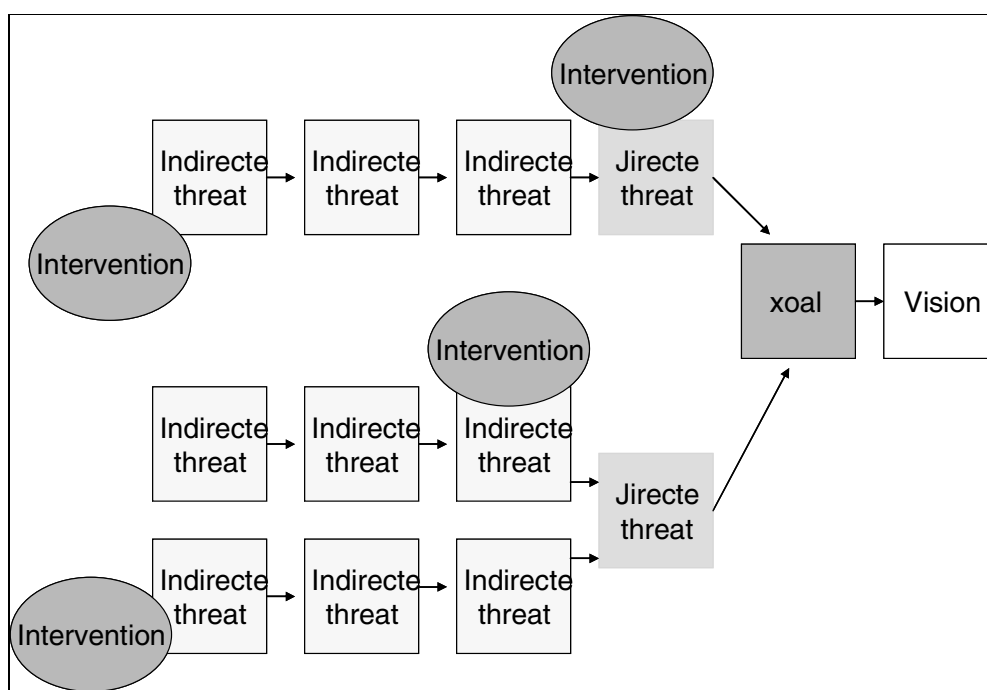 Intervention
Indirecte
threat
Indirecte
threat
Indirecte
threat
Jirecte
threat
Intervention
xoal
Vision
Intervention
Indirecte
threat
Indirecte
threat
Indirecte
threat
Jirecte
threat
Indirecte
threat
Indirecte
threat
Indirecte
threat
Intervention